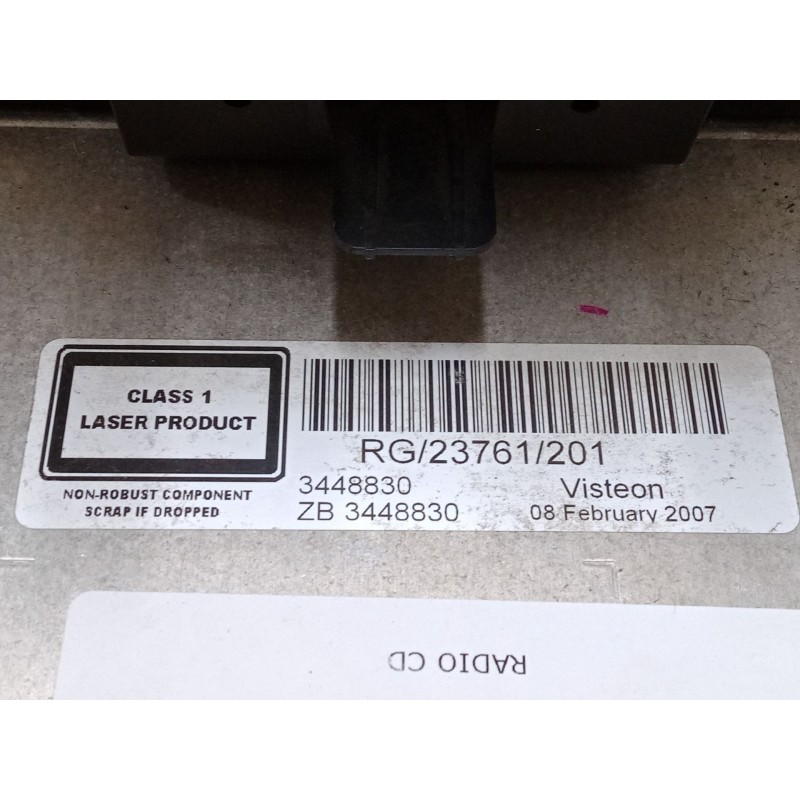 CLASS 1
LASER PRODUCT
NON-ROBUST COMPONENT
SCRAP IF DROPPED
RG/23761/201
3448830
Visteon
ZB 3448830
08 February 2007
RADIO CD